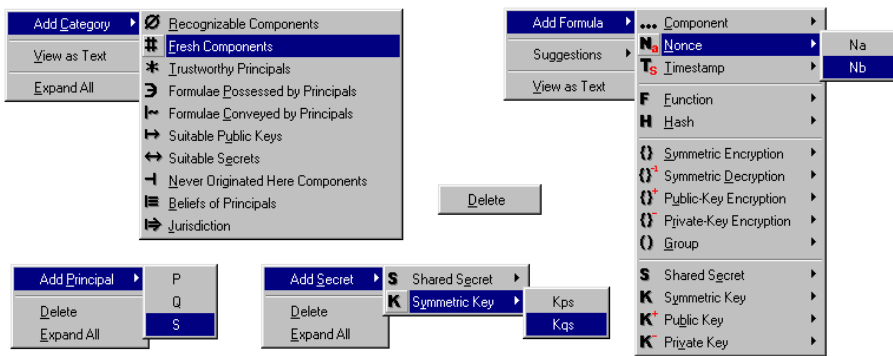 Add Category
View as Text
Expand All
Ø Recognizable Components
# Fresh Components
* Trustworthy Principals
∋ Formulae Possessed by Principals
|~ Formulae Conveyed by Principals
↦ Suitable Public Keys
↔ Suitable Secrets
⊣ Never Originated Here Components
|≡ Beliefs of Principals
|⇒ Jurisdiction
Add Formula
Suggestions
View as Text
... Component
Na Nonce
Ts Timestamp
F Function
H Hash
{} Symmetric Encryption
{}-1 Symmetric Decryption
{}+ Public-Key Encryption
{}- Private-Key Encryption
() Group
S Shared Secret
K Symmetric Key
K+ Public Key
K- Private Key
Na
Nb
Delete
Add Principal
Delete
Expand All
P
Q
S
Add Secret
Delete
Expand All
S Shared Secret
K Symmetric Key
Kps
Kqs